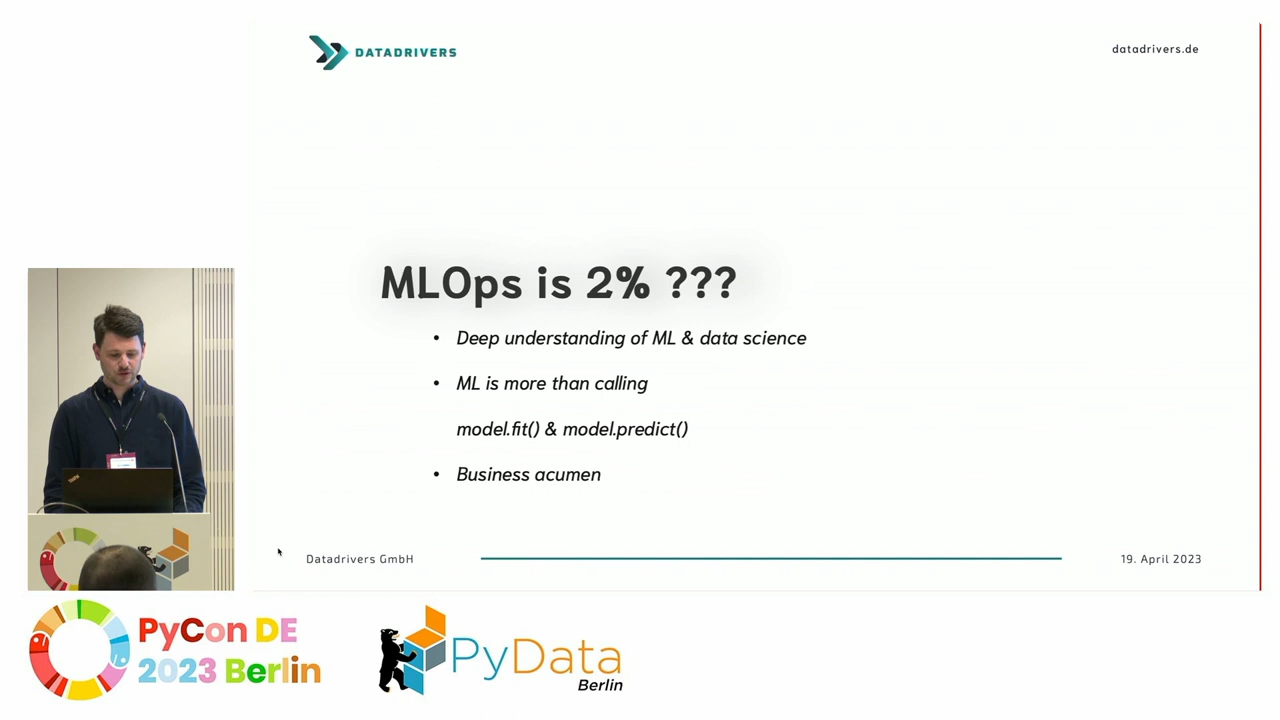 DATADRIVERS
datadrivers.de
MLOps is 2% ???
• Deep understanding of ML & data science
• ML is more than calling
model.fit() & model.predict()
• Business acumen
Datadrivers GmbH
19. April 2023
PyCon DE
2023 Berlin
PyData
Berlin